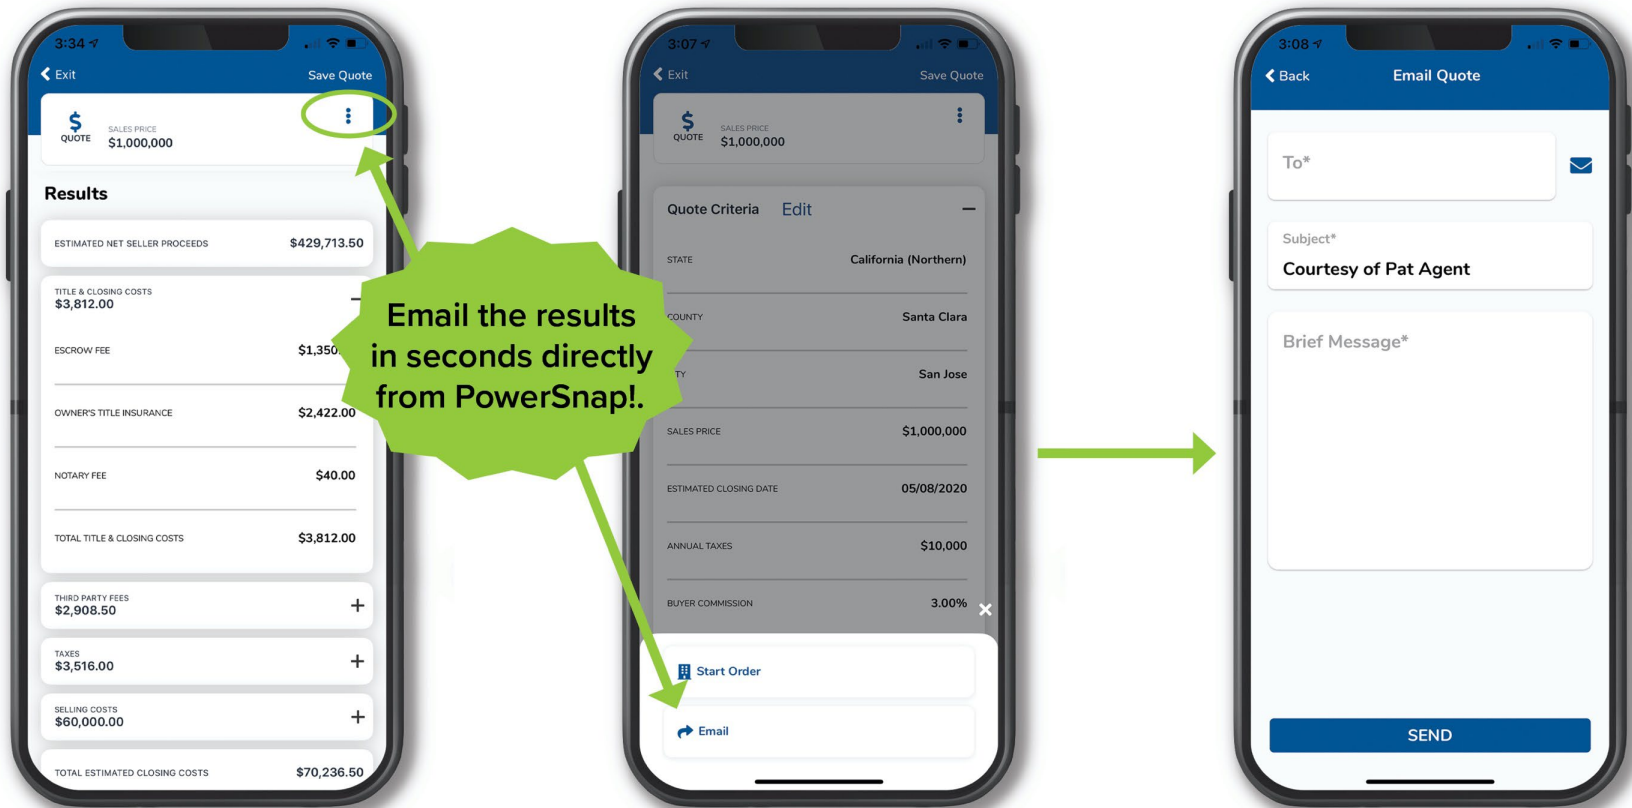 3:34
Exit
Save Quote
$
QUOTE
SALES PRICE
$1,000,000
Results
ESTIMATED NET SELLER PROCEEDS $429,713.50
TITLE & CLOSING COSTS
$3,812.00
ESCROW FEE $1,350
OWNER'S TITLE INSURANCE $2,422.00
NOTARY FEE $40.00
TOTAL TITLE & CLOSING COSTS $3,812.00
THIRD PARTY FEES
$2,908.50
TAXES
$3,516.00
SELLING COSTS
$60,000.00
TOTAL ESTIMATED CLOSING COSTS $70,236.50
Email the results
in seconds directly
from PowerSnap!.
3:07
Exit
Save Quote
$
QUOTE
SALES PRICE
$1,000,000
Quote Criteria Edit
STATE California (Northern)
COUNTY Santa Clara
TY San Jose
SALES PRICE $1,000,000
ESTIMATED CLOSING DATE 05/08/2020
ANNUAL TAXES $10,000
BUYER COMMISSION 3.00%
Start Order
Email
3:08
Back
Email Quote
To*
Subject*
Courtesy of Pat Agent
Brief Message*
SEND